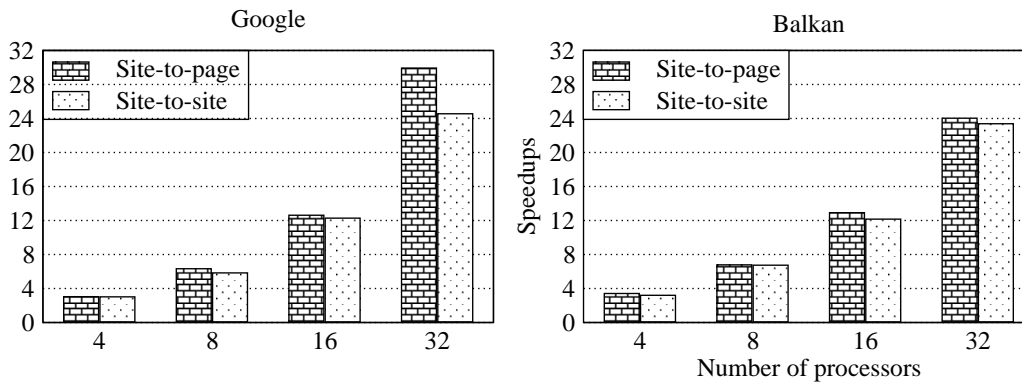 Google
32
28
24
20
16
12
8
4
0
Site-to-page
Site-to-site
4 8 16 32
Balkan
Speedups
32
28
24
20
16
12
8
4
0
Site-to-page
Site-to-site
4 8 16 32
Number of processors